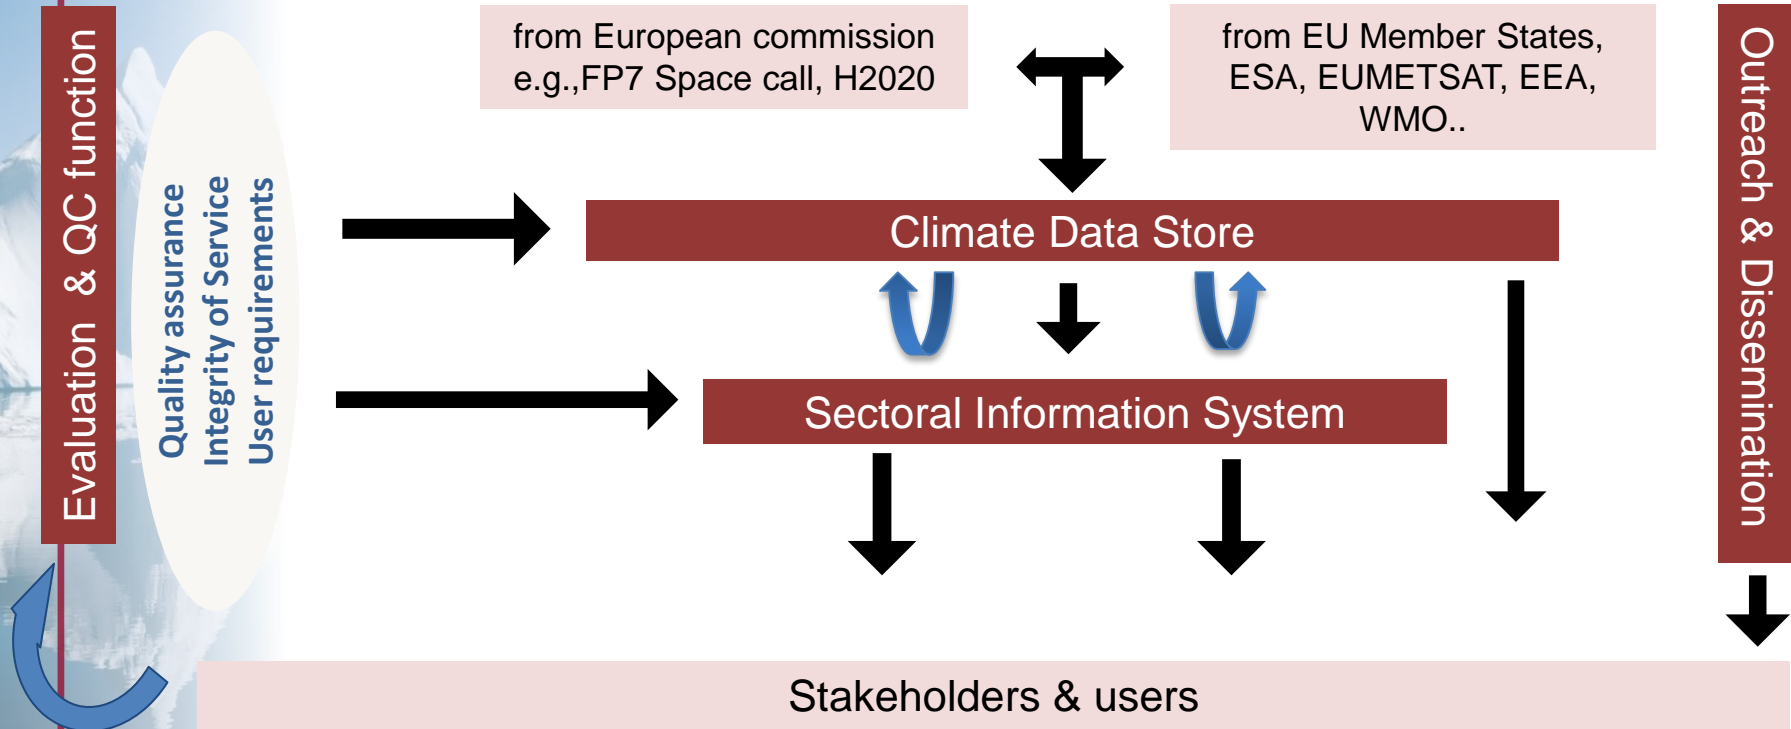 Evaluation & QC function
Quality assurance
Integrity of Service
User requirements
from European commission
e.g.,FP7 Space call, H2020
from EU Member States,
ESA, EUMETSAT, EEA,
WMO..
Climate Data Store
Sectoral Information System
Outreach & Dissemination
Stakeholders & users